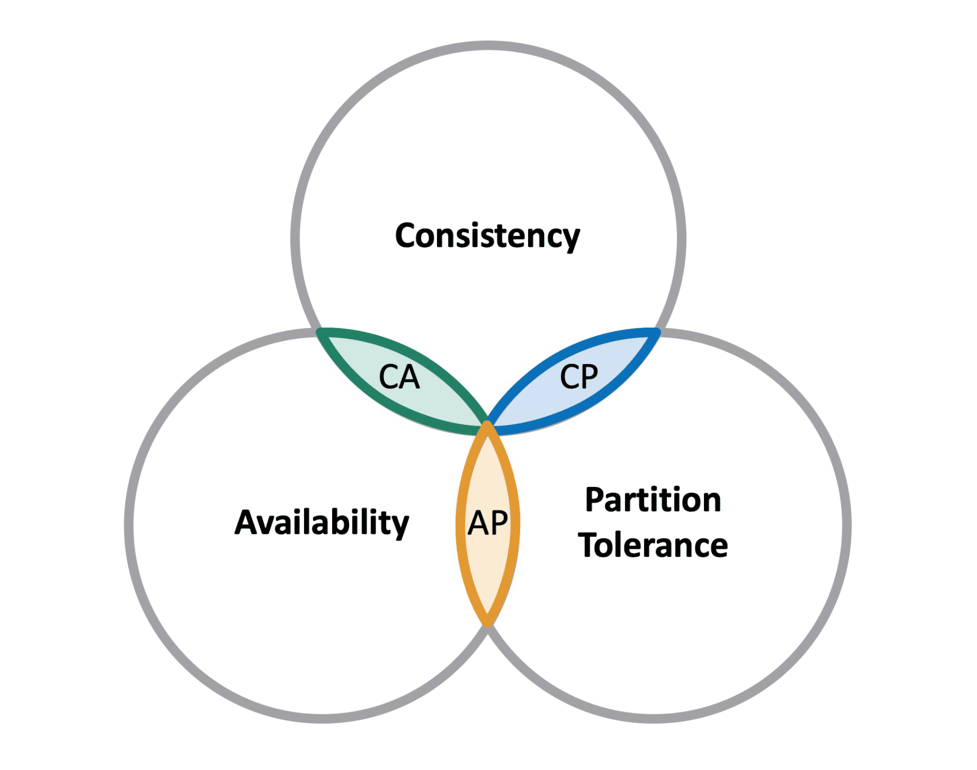 Consistency
CA
CP
Availability
AP
Partition
Tolerance